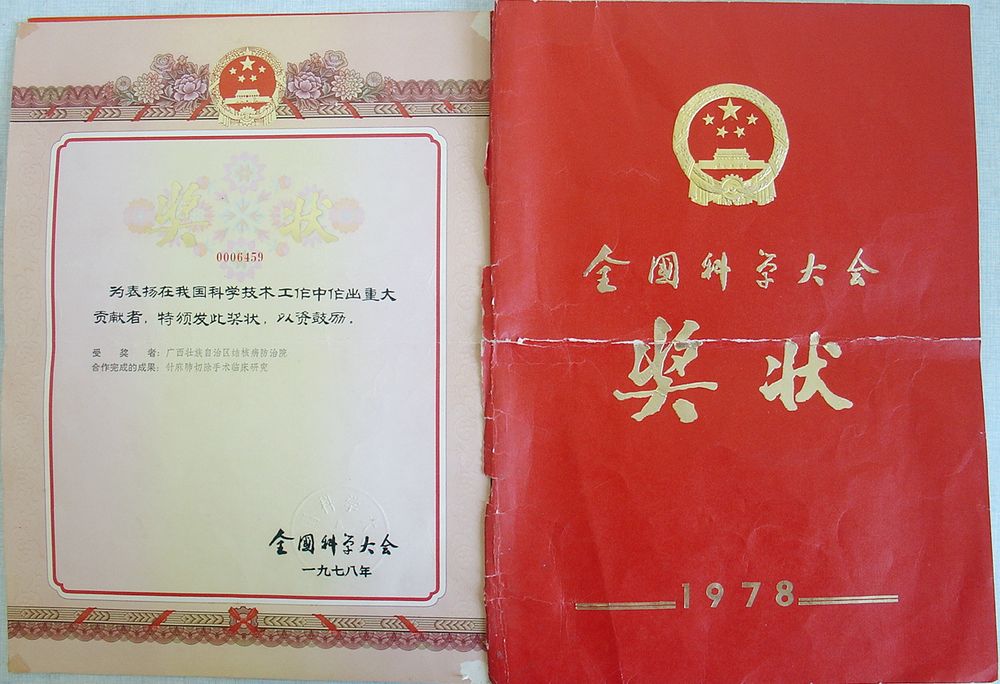 奖状
0006459
为表扬在我国科学技术工作中作出重大
贡献者，特颁发此奖状，以资鼓励。
受奖者：广西壮族自治区结核病防治院
合作完成的成果：针麻肺切除手术临床研究
全国科学大会
一九七八年
全国科学大会
奖状
1978